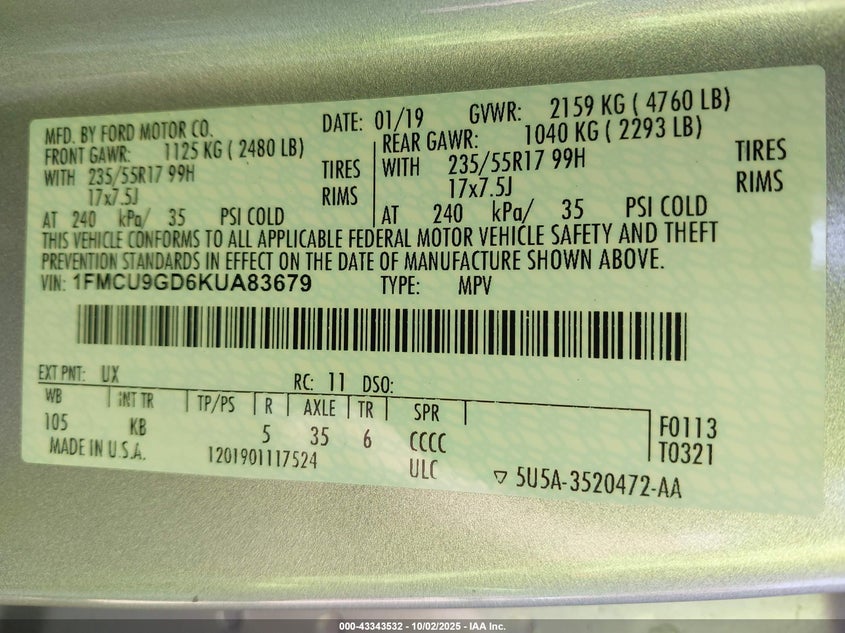 MFD. BY FORD MOTOR CO. DATE: 01/19 GVWR: 2159 KG ( 4760 LB)
FRONT GAWR: 1125 KG ( 2480 LB) REAR GAWR: 1040 KG ( 2293 LB)
WITH 235/55R17 99H TIRES WITH 235/55R17 99H TIRES
17x7.5J RIMS 17x7.5J RIMS
AT 240 kPa/ 35 PSI COLD AT 240 kPa/ 35 PSI COLD
THIS VEHICLE CONFORMS TO ALL APPLICABLE FEDERAL MOTOR VEHICLE SAFETY AND THEFT
PREVENTION STANDARDS IN EFFECT ON THE DATE OF MANUFACTURE SHOWN ABOVE.
VIN: 1FMCU9GD6KUA83679 TYPE: MPV
EXT PNT: UX RC: 11 DSO:
WB INT TR TP/PS R AXLE TR SPR
105 KB 5 35 6 CCCC F0113
MADE IN U.S.A. 1201901117524 ULC T0321
5U5A-3520472-AA
000-43343532 - 10/02/2025 - IAA Inc.